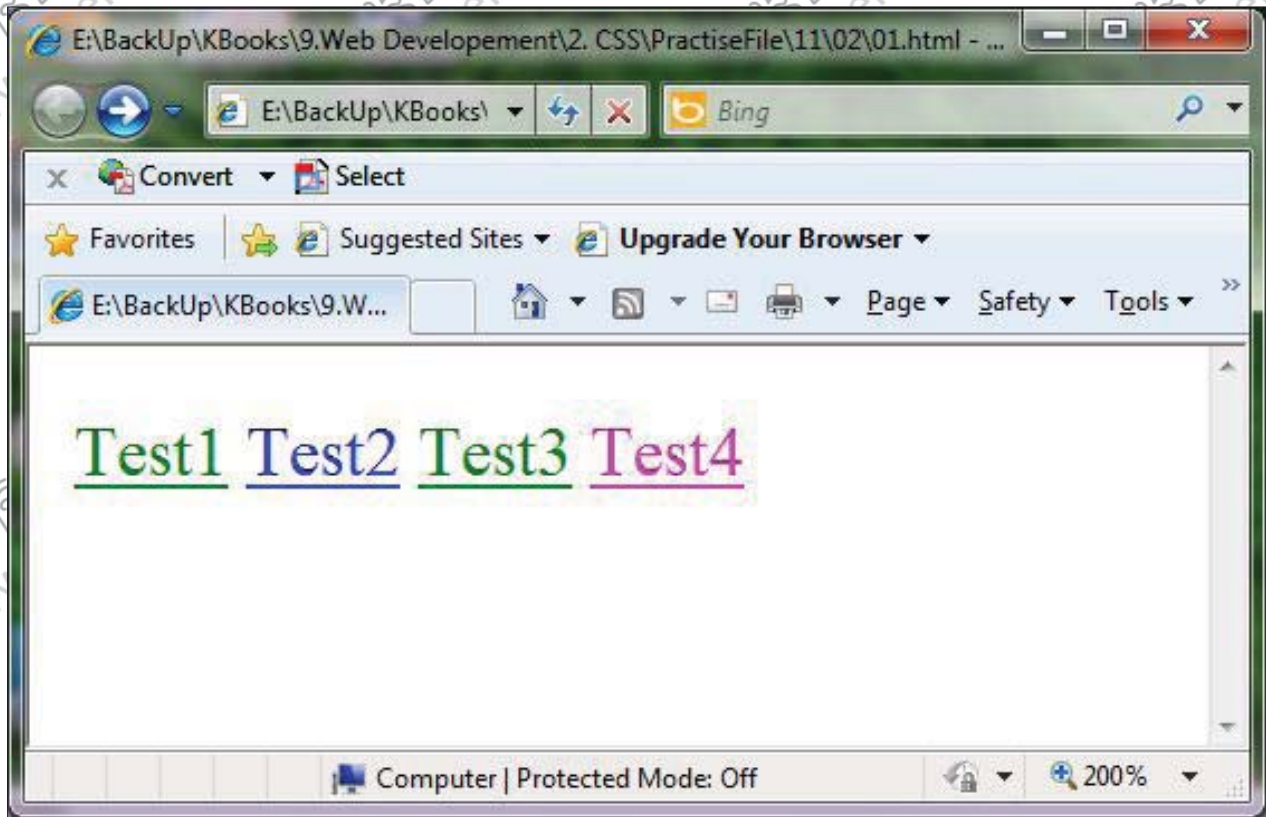 E:\BackUp\KBooks\9.Web Developement\2. CSS\PractiseFile\11\02\01.html - ...
E:\BackUp\KBooks\ Bing
x Convert Select
Favorites Suggested Sites Upgrade Your Browser
E:\BackUp\KBooks\9.W... Page Safety Tools »
Test1 Test2 Test3 Test4
Computer | Protected Mode: Off 200%